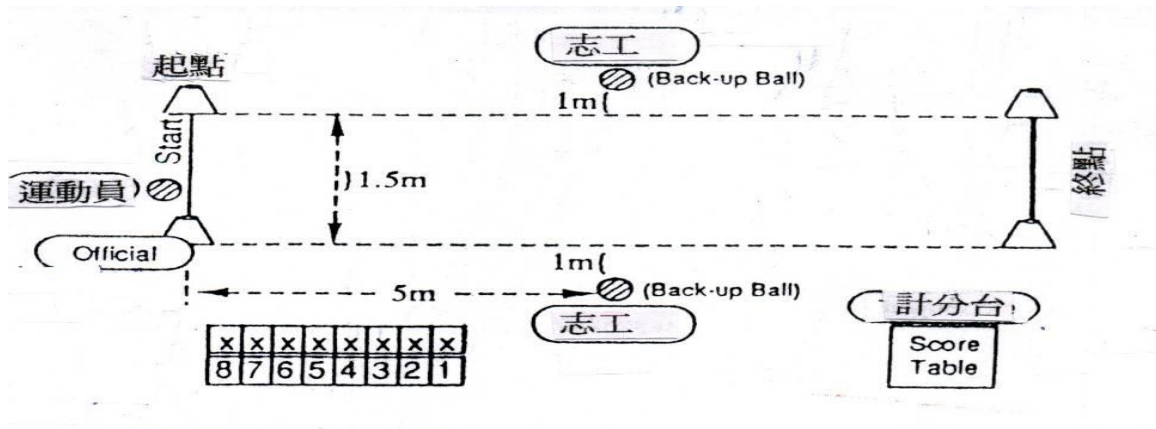 志工
起點
(Back-up Ball)
1m{
Start
}1.5m
運動員
終點
Official
1m{
5m
(Back-up Ball)
志工
計分台
Score
Table
x x x x x x x x
8 7 6 5 4 3 2 1